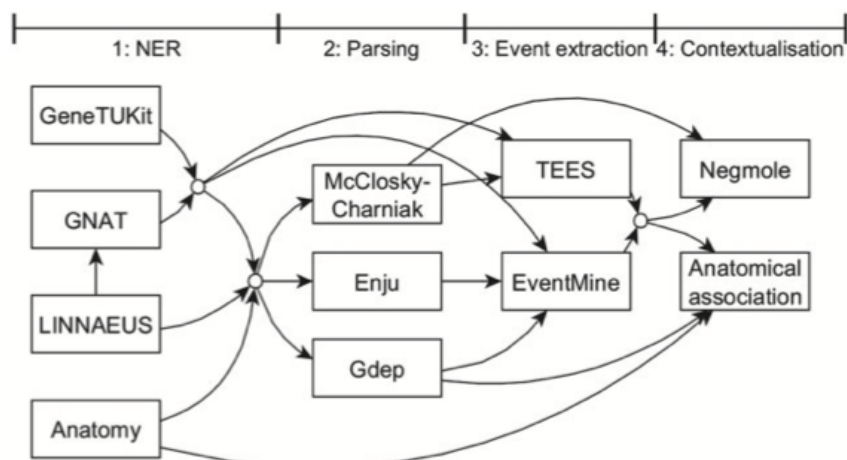 1: NER
2: Parsing
3: Event extraction
4: Contextualisation
GeneTUKit
GNAT
LINNAEUS
Anatomy
McClosky-
Charniak
Enju
Gdep
TEES
EventMine
Negmole
Anatomical
association